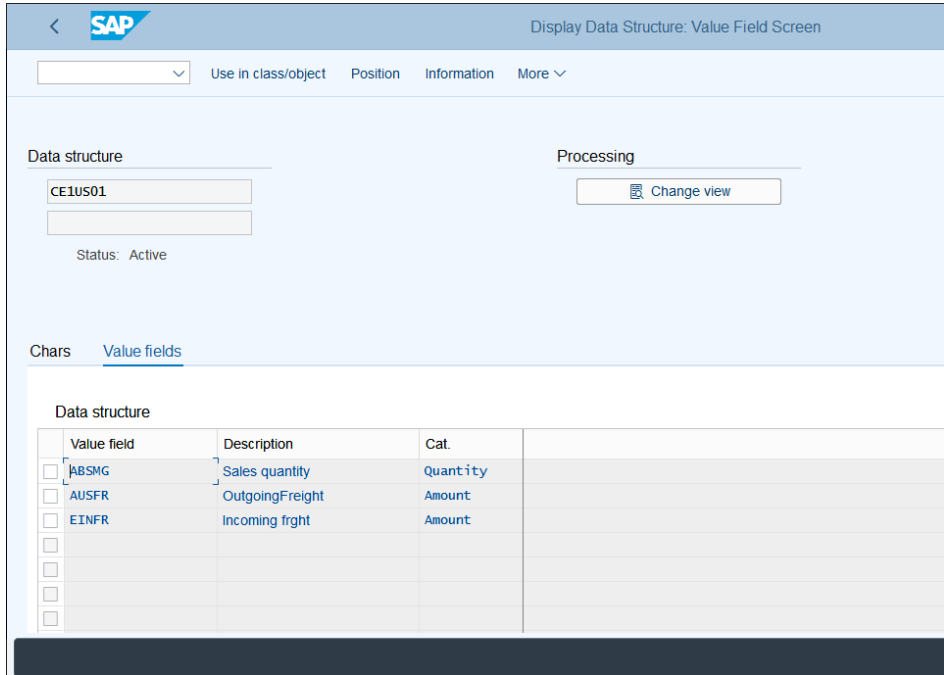 SAP Display Data Structure: Value Field Screen
Use in class/object Position Information More
Data structure Processing
CE1US01 Change view
Status: Active
Chars Value fields
Data structure
Value field Description Cat.
ABSMG Sales quantity Quantity
AUSFR OutgoingFreight Amount
EINFR Incoming frght Amount